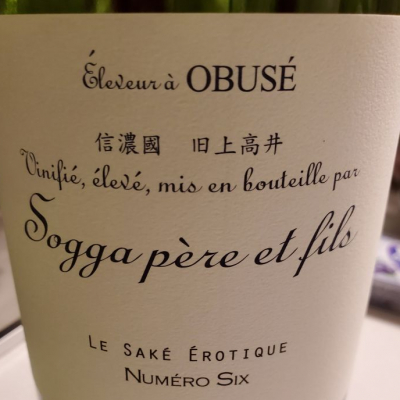 Éleveur à OBUSÉ
信濃國 旧上高井
Vinifié, élevé, mis en bouteille par
Sogga père et fils
LE SAKÉ ÉROTIQUE
NUMÉRO SIX